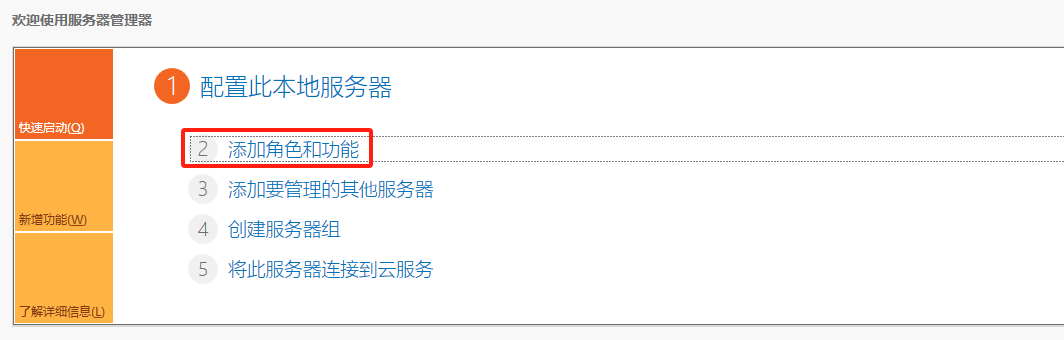 欢迎使用服务器管理器
1 配置此本地服务器
快速启动(Q)
2 添加角色和功能
3 添加要管理的其他服务器
新增功能(W)
4 创建服务器组
5 将此服务器连接到云服务
了解详细信息(L)